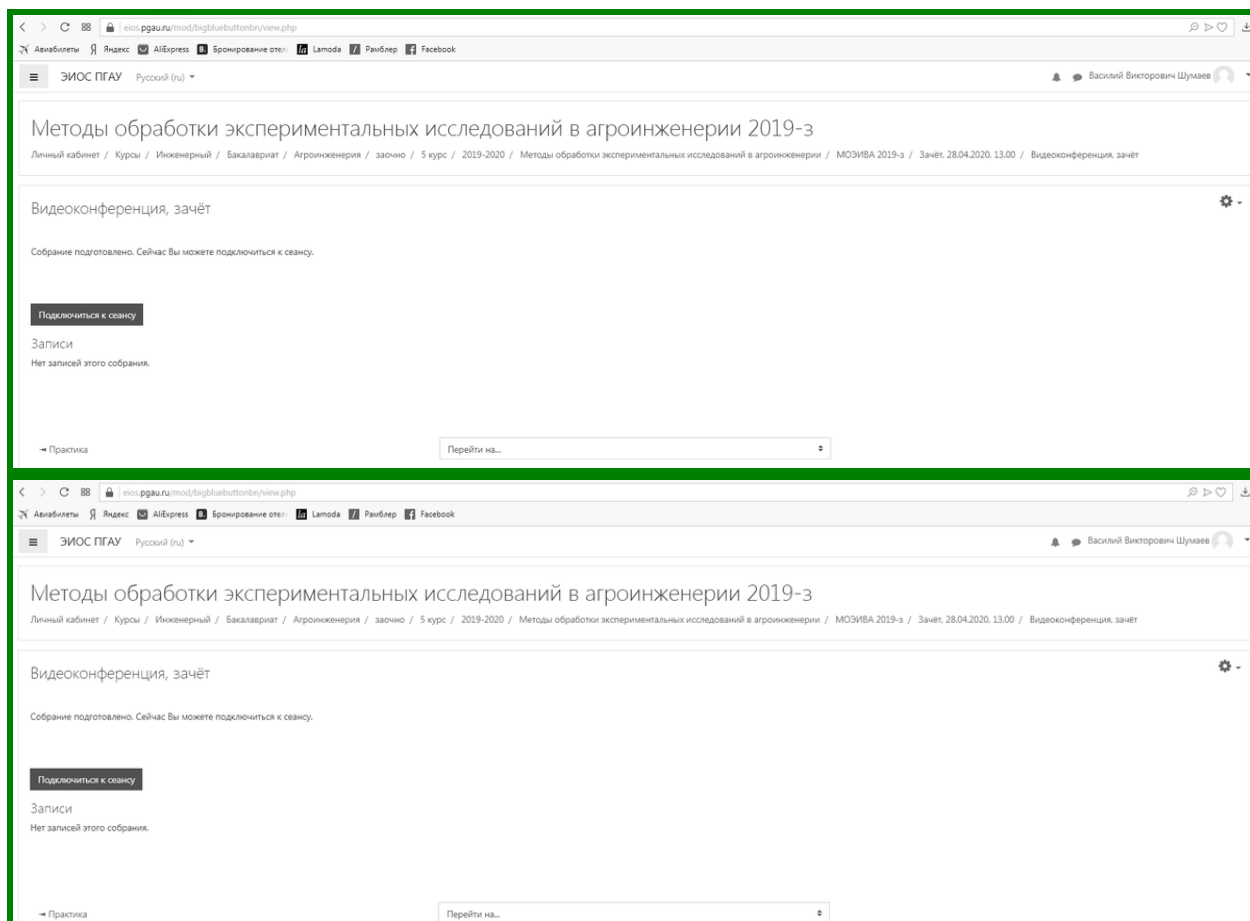 eios.pgau.ru/mod/bigbluebuttonbn/view.php
Авиабилеты Яндекс AliExpress Бронирование отел Lamoda Рамблер Facebook
ЭИОС ПГАУ Русский (ru) Василий Викторович Шумаев
Методы обработки экспериментальных исследований в агроинженерии 2019-з
Личный кабинет / Курсы / Инженерный / Бакалавриат / Агроинженерия / заочно / 5 курс / 2019-2020 / Методы обработки экспериментальных исследований в агроинженерии / МОЭИВА 2019-з / Зачёт, 28.04.2020, 13.00 / Видеоконференция, зачёт
Видеоконференция, зачёт
Собрание подготовлено. Сейчас Вы можете подключиться к сеансу.
Подключиться к сеансу
Записи
Нет записей этого собрания.
◄ Практика Перейти на...
eios.pgau.ru/mod/bigbluebuttonbn/view.php
Авиабилеты Яндекс AliExpress Бронирование отел Lamoda Рамблер Facebook
ЭИОС ПГАУ Русский (ru) Василий Викторович Шумаев
Методы обработки экспериментальных исследований в агроинженерии 2019-з
Личный кабинет / Курсы / Инженерный / Бакалавриат / Агроинженерия / заочно / 5 курс / 2019-2020 / Методы обработки экспериментальных исследований в агроинженерии / МОЭИВА 2019-з / Зачёт, 28.04.2020, 13.00 / Видеоконференция, зачёт
Видеоконференция, зачёт
Собрание подготовлено. Сейчас Вы можете подключиться к сеансу.
Подключиться к сеансу
Записи
Нет записей этого собрания.
◄ Практика Перейти на...